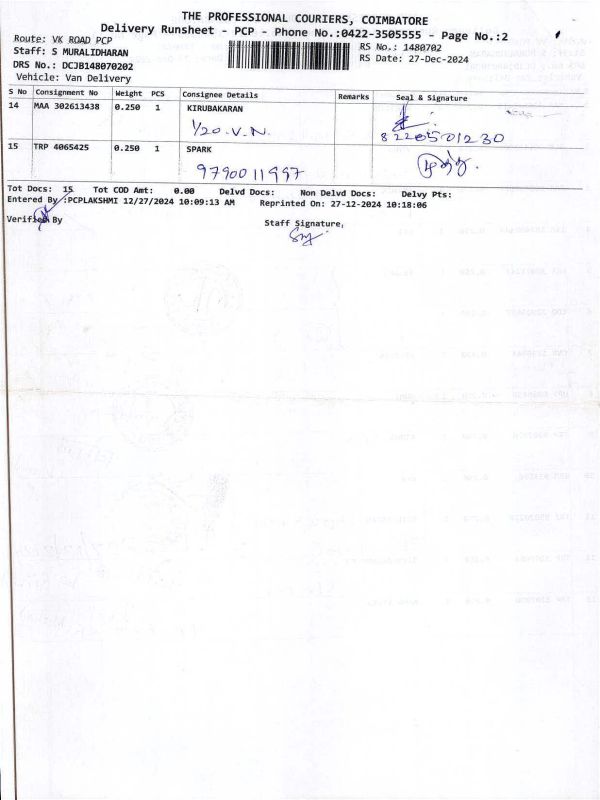 THE PROFESSIONAL COURIERS, COIMBATORE
Delivery Runsheet - PCP - Phone No.:0422-3505555 - Page No.:2
Route: VK ROAD PCP
RS No.: 1480702
Staff: S MURALIDHARAN
RS Date: 27-Dec-2024
DRS No.: DCJB148070202
Vehicle: Van Delivery
S No Consignment No Weight PCS Consignee Details Remarks Seal & Signature
14 MAA 302613438 0.250 1 KIRUBAKARAN
1/20.V.N. 8220501230
15 TRP 4065425 0.250 1 SPARK
9790011997
Tot Docs: 15 Tot COD Amt: 0.00 Delvd Docs: Non Delvd Docs: Delvy Pts:
Entered By :PCPLAKSHMI 12/27/2024 10:09:13 AM Reprinted On: 27-12-2024 10:18:06
Verified By Staff Signature,